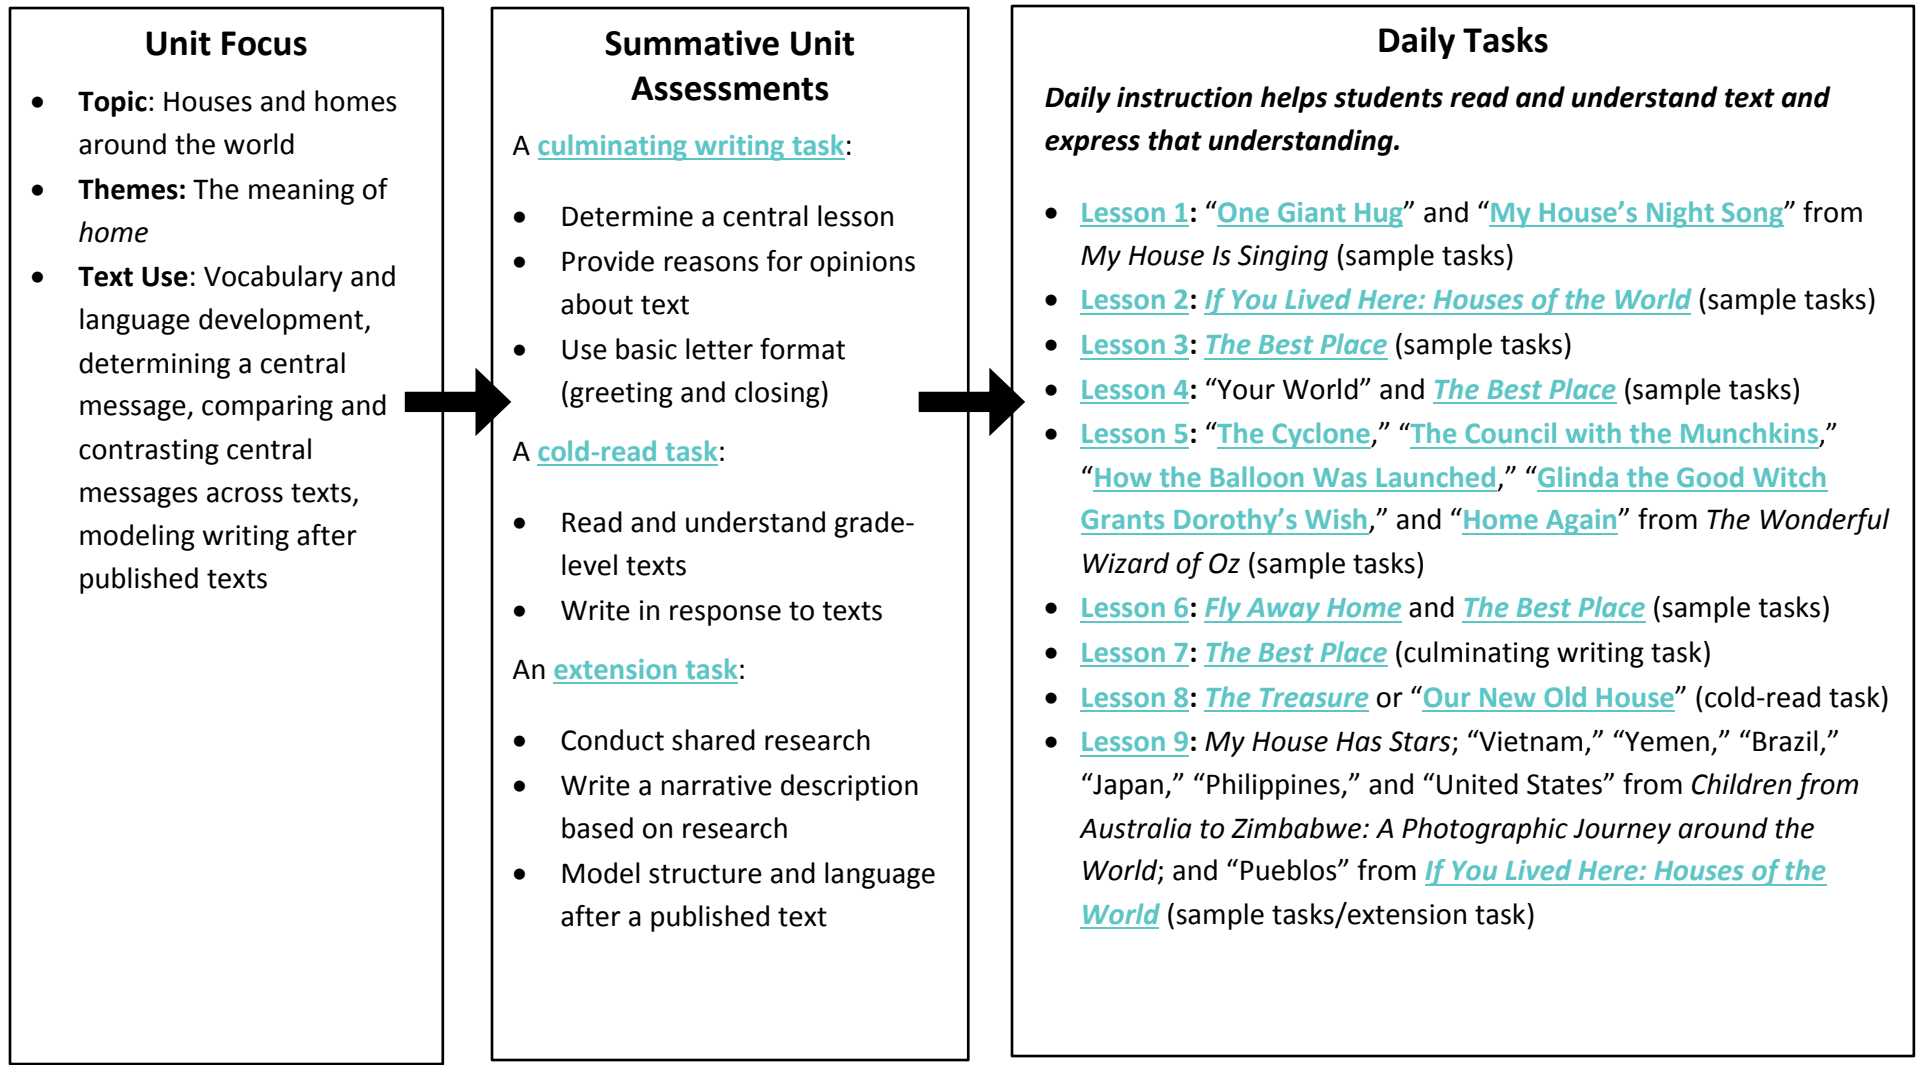 Unit Focus
• Topic: Houses and homes
around the world
• Themes: The meaning of
home
• Text Use: Vocabulary and
language development,
determining a central
message, comparing and
contrasting central
messages across texts,
modeling writing after
published texts
Summative Unit
Assessments
A culminating writing task:
• Determine a central lesson
• Provide reasons for opinions
about text
• Use basic letter format
(greeting and closing)
A cold-read task:
• Read and understand grade-
level texts
• Write in response to texts
An extension task:
• Conduct shared research
• Write a narrative description
based on research
• Model structure and language
after a published text
Daily Tasks
Daily instruction helps students read and understand text and
express that understanding.
• Lesson 1: “One Giant Hug” and “My House’s Night Song” from
My House Is Singing (sample tasks)
• Lesson 2: If You Lived Here: Houses of the World (sample tasks)
• Lesson 3: The Best Place (sample tasks)
• Lesson 4: “Your World” and The Best Place (sample tasks)
• Lesson 5: “The Cyclone,” “The Council with the Munchkins,”
“How the Balloon Was Launched,” “Glinda the Good Witch
Grants Dorothy’s Wish,” and “Home Again” from The Wonderful
Wizard of Oz (sample tasks)
• Lesson 6: Fly Away Home and The Best Place (sample tasks)
• Lesson 7: The Best Place (culminating writing task)
• Lesson 8: The Treasure or “Our New Old House” (cold-read task)
• Lesson 9: My House Has Stars; “Vietnam,” “Yemen,” “Brazil,”
“Japan,” “Philippines,” and “United States” from Children from
Australia to Zimbabwe: A Photographic Journey around the
World; and “Pueblos” from If You Lived Here: Houses of the
World (sample tasks/extension task)